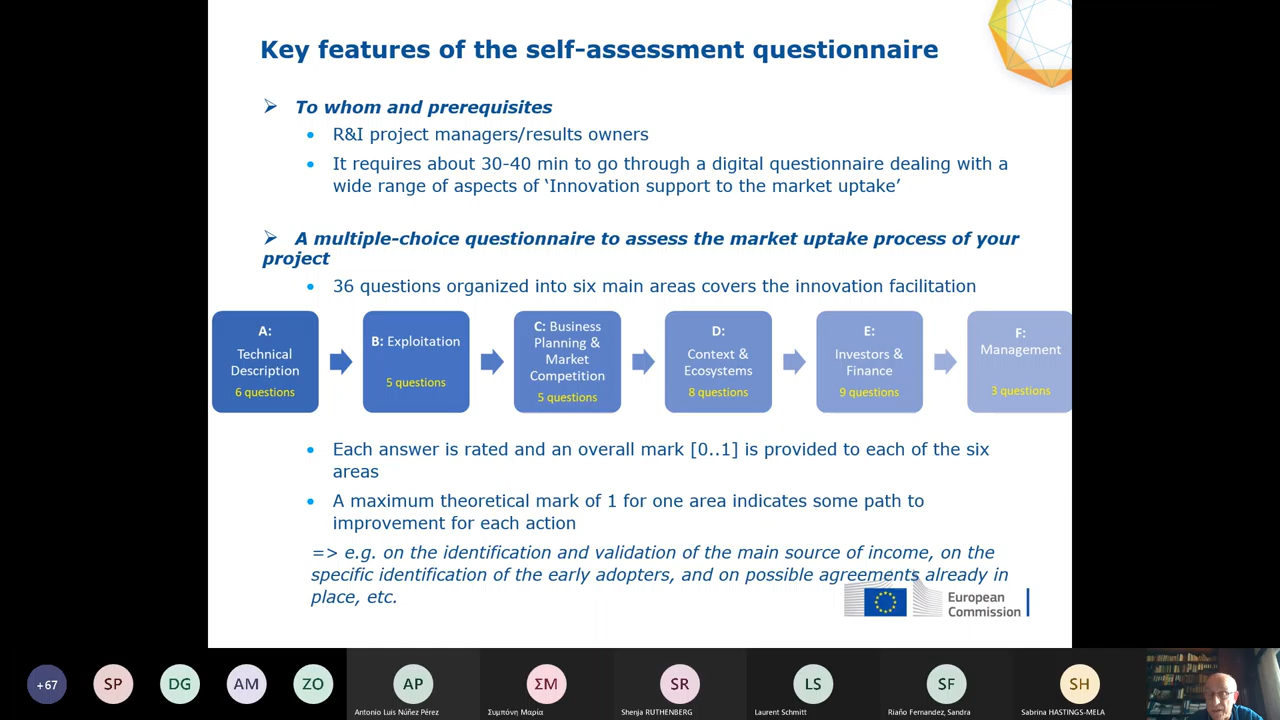 Key features of the self-assessment questionnaire
To whom and prerequisites
R&I project managers/results owners
It requires about 30-40 min to go through a digital questionnaire dealing with a
wide range of aspects of ‘Innovation support to the market uptake’
A multiple-choice questionnaire to assess the market uptake process of your
project
36 questions organized into six main areas covers the innovation facilitation
A:
Technical
Description
6 questions
B: Exploitation
5 questions
C: Business
Planning &
Market
Competition
5 questions
D:
Context &
Ecosystems
8 questions
E:
Investors &
Finance
9 questions
F:
Management
3 questions
Each answer is rated and an overall mark [0..1] is provided to each of the six
areas
A maximum theoretical mark of 1 for one area indicates some path to
improvement for each action
=> e.g. on the identification and validation of the main source of income, on the
specific identification of the early adopters, and on possible agreements already in
place, etc.
European
Commission
+67
SP
DG
AM
ZO
AP
Antonio Luis Núñez Pérez
ΣΜ
Συμπόνη Μαρία
SR
Shenja RUTHENBERG
LS
Laurent Schmitt
SF
Riaño Fernandez, Sandra
SH
Sabrina HASTINGS-MELA